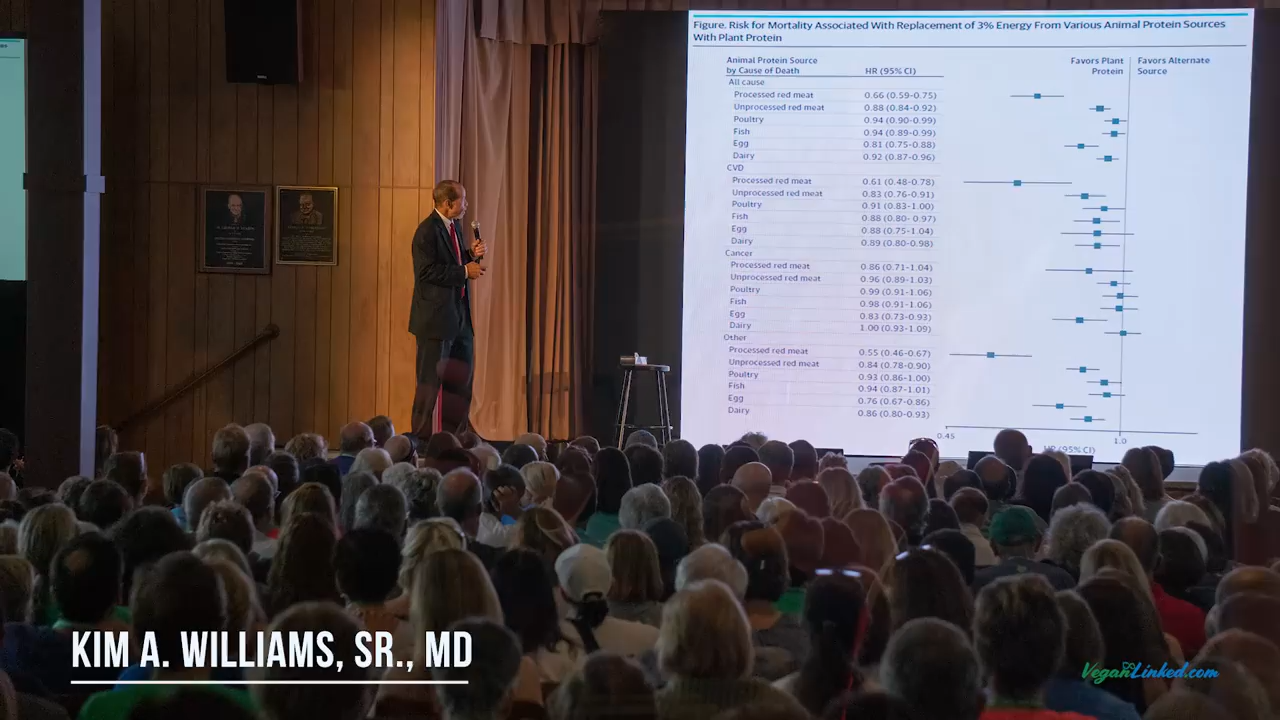 Figure. Risk for Mortality Associated With Replacement of 3% Energy From Various Animal Protein Sources
With Plant Protein
Animal Protein Source
by Cause of Death HR (95% CI) Favors Plant Protein Favors Alternate Source
All cause
Processed red meat 0.66 (0.59-0.75)
Unprocessed red meat 0.88 (0.84-0.92)
Poultry 0.94 (0.90-0.99)
Fish 0.94 (0.89-0.99)
Egg 0.81 (0.75-0.88)
Dairy 0.92 (0.87-0.96)
CVD
Processed red meat 0.61 (0.48-0.78)
Unprocessed red meat 0.83 (0.76-0.91)
Poultry 0.91 (0.83-1.00)
Fish 0.88 (0.80- 0.97)
Egg 0.88 (0.75-1.04)
Dairy 0.89 (0.80-0.98)
Cancer
Processed red meat 0.86 (0.71-1.04)
Unprocessed red meat 0.96 (0.89-1.03)
Poultry 0.99 (0.91-1.06)
Fish 0.98 (0.91-1.06)
Egg 0.83 (0.73-0.93)
Dairy 1.00 (0.93-1.09)
Other
Processed red meat 0.55 (0.46-0.67)
Unprocessed red meat 0.84 (0.78-0.90)
Poultry 0.93 (0.86-1.00)
Fish 0.94 (0.87-1.01)
Egg 0.76 (0.67-0.86)
Dairy 0.86 (0.80-0.93)
0.45 1.0
HR (95% CI)
KIM A. WILLIAMS, SR., MD
VeganLinked.com